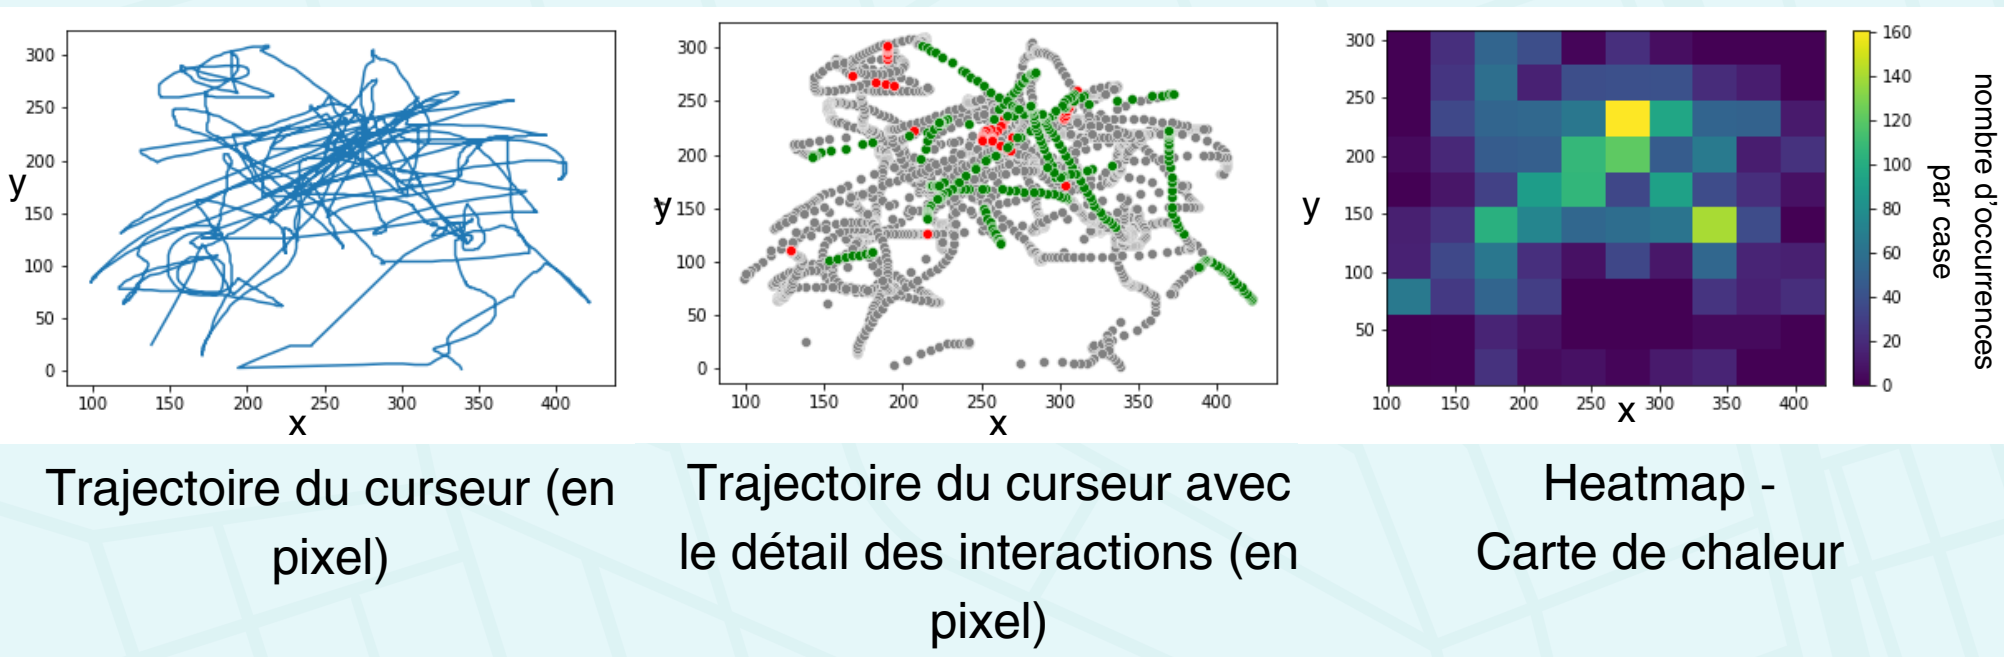 300
250
200
150
100
50
0
y
100 150 200 250 300 350 400
x
300
250
200
150
100
50
0
y
100 150 200 250 300 350 400
x
300
250
200
150
100
50
y
100 150 200 250 300 350 400
x
160
140
120
100
80
60
40
20
0
nombre d'occurrences
par case
Trajectoire du curseur (en
pixel)
Trajectoire du curseur avec
le détail des interactions (en
pixel)
Heatmap -
Carte de chaleur